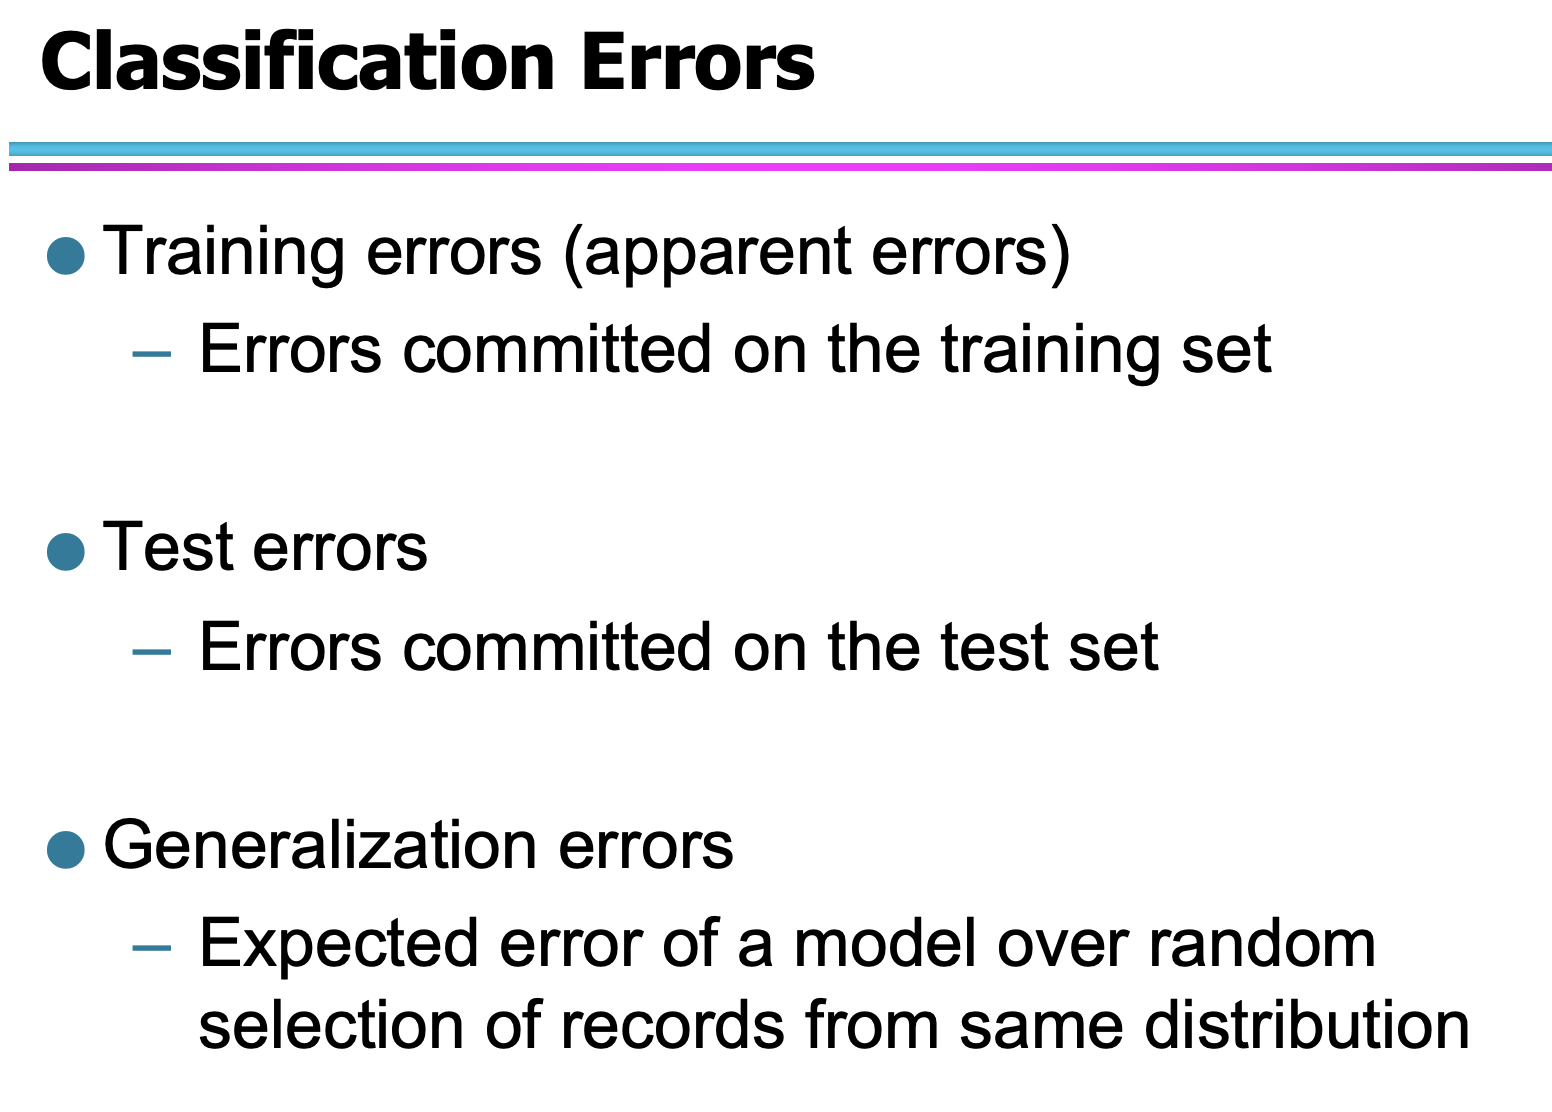 Classification Errors
● Training errors (apparent errors)
– Errors committed on the training set
● Test errors
– Errors committed on the test set
● Generalization errors
– Expected error of a model over random
selection of records from same distribution